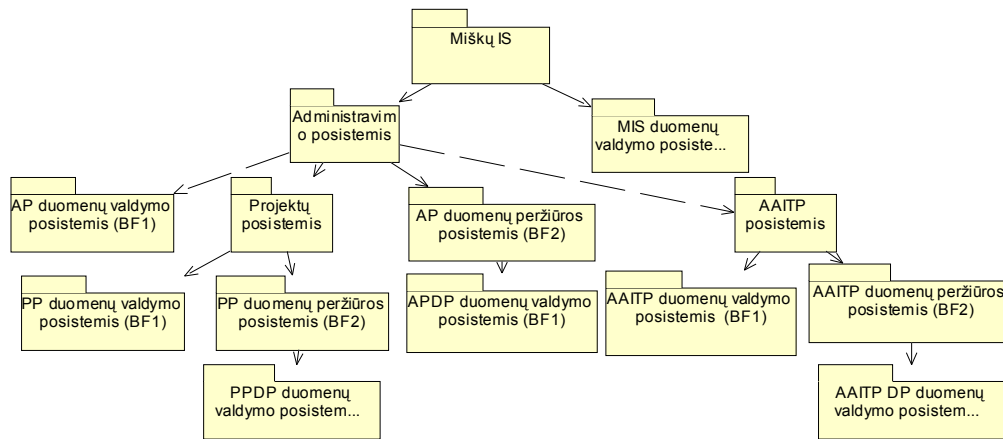 Miškų IS
Administravim
o posistemis
MIS duomenų
valdymo posiste...
AP duomenų valdymo
posistemis (BF1)
Projektų
posistemis
AP duomenų peržiūros
posistemis (BF2)
AAITP
posistemis
PP duomenų valdymo
posistemis (BF1)
PP duomenų peržiūros
posistemis (BF2)
APDP duomenų valdymo
posistemis (BF1)
AAITP duomenų valdymo
posistemis (BF1)
AAITP duomenų peržiūros
posistemis (BF2)
PPDP duomenų
valdymo posistem...
AAITP DP duomenų
valdymo posistem...